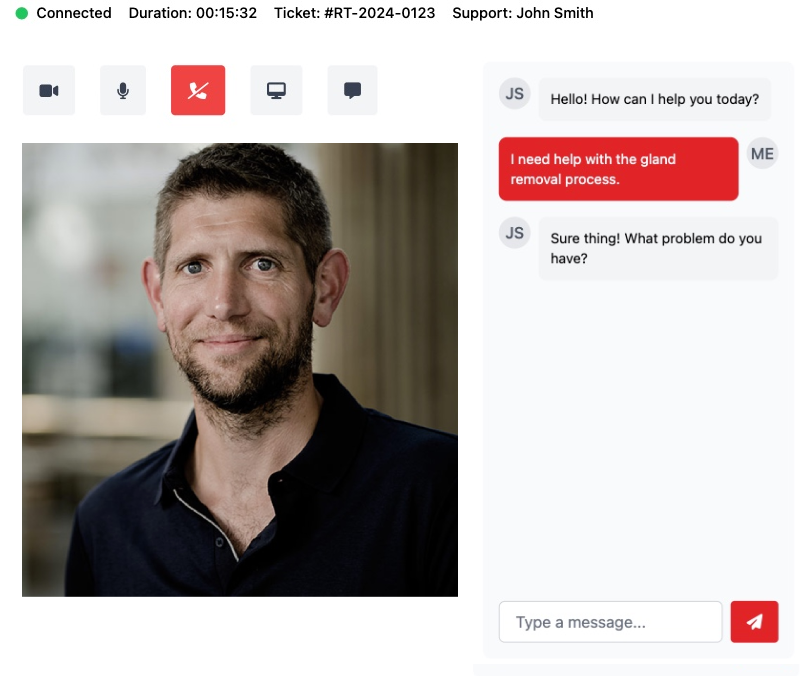 Connected Duration: 00:15:32 Ticket: #RT-2024-0123 Support: John Smith
JS
Hello! How can I help you today?
I need help with the gland
removal process.
ME
JS
Sure thing! What problem do you
have?
Type a message...